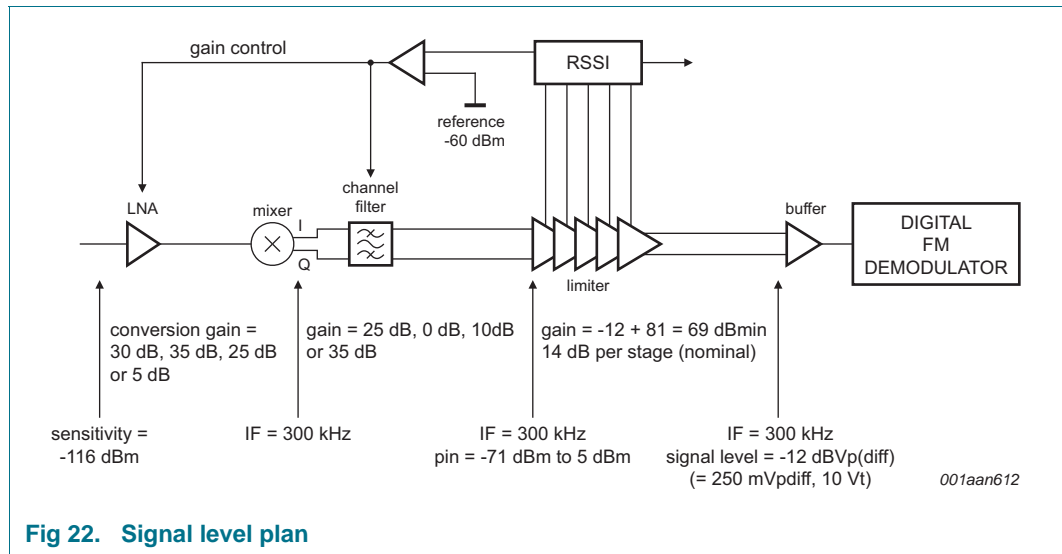 gain control
RSSI
reference
-60 dBm
LNA
mixer
I
Q
channel
filter
limiter
buffer
DIGITAL
FM
DEMODULATOR
conversion gain =
30 dB, 35 dB, 25 dB
or 5 dB
gain = 25 dB, 0 dB, 10dB
or 35 dB
gain = -12 + 81 = 69 dBmin
14 dB per stage (nominal)
sensitivity =
-116 dBm
IF = 300 kHz
IF = 300 kHz
pin = -71 dBm to 5 dBm
IF = 300 kHz
signal level = -12 dBVp(diff)
(= 250 mVpdiff, 10 Vt)
001aan612
Fig 22. Signal level plan